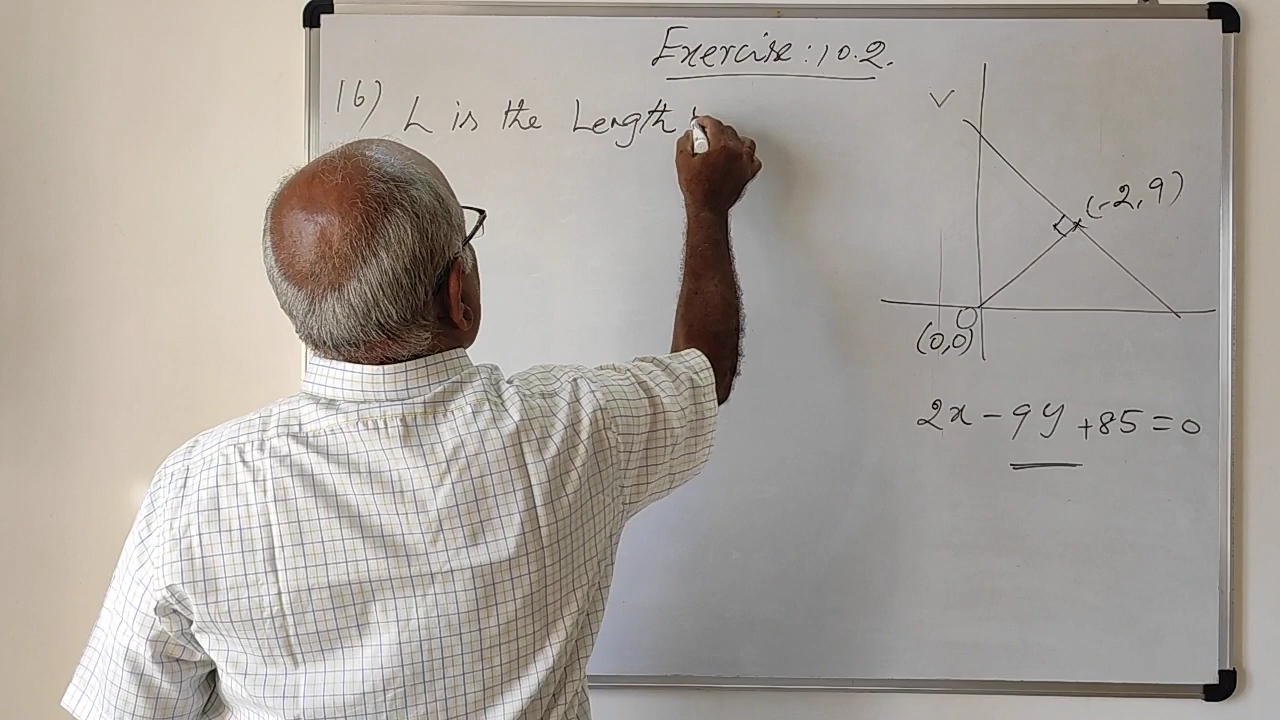 Exercise: 10.2.
16) L is the Length
(-2, 9)
O
(0,0)
2x - 9y + 85 = 0